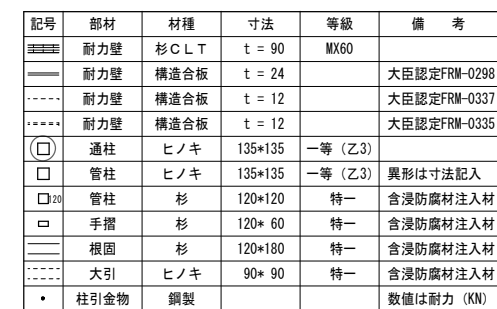 記号 部材 材種 寸法 等級 備 考
耐力壁 杉CLT t = 90 MX60
耐力壁 構造合板 t = 24 大臣認定FRM-0298
耐力壁 構造合板 t = 12 大臣認定FRM-0337
耐力壁 構造合板 t = 12 大臣認定FRM-0335
通柱 ヒノキ 135*135 一等（乙3）
管柱 ヒノキ 135*135 一等（乙3） 異形は寸法記入
120 管柱 杉 120*120 特一 含浸防腐材注入材
手摺 杉 120* 60 特一 含浸防腐材注入材
根固 杉 120*180 特一 含浸防腐材注入材
大引 ヒノキ 90* 90 特一 含浸防腐材注入材
柱引金物 鋼製 数値は耐力（KN）